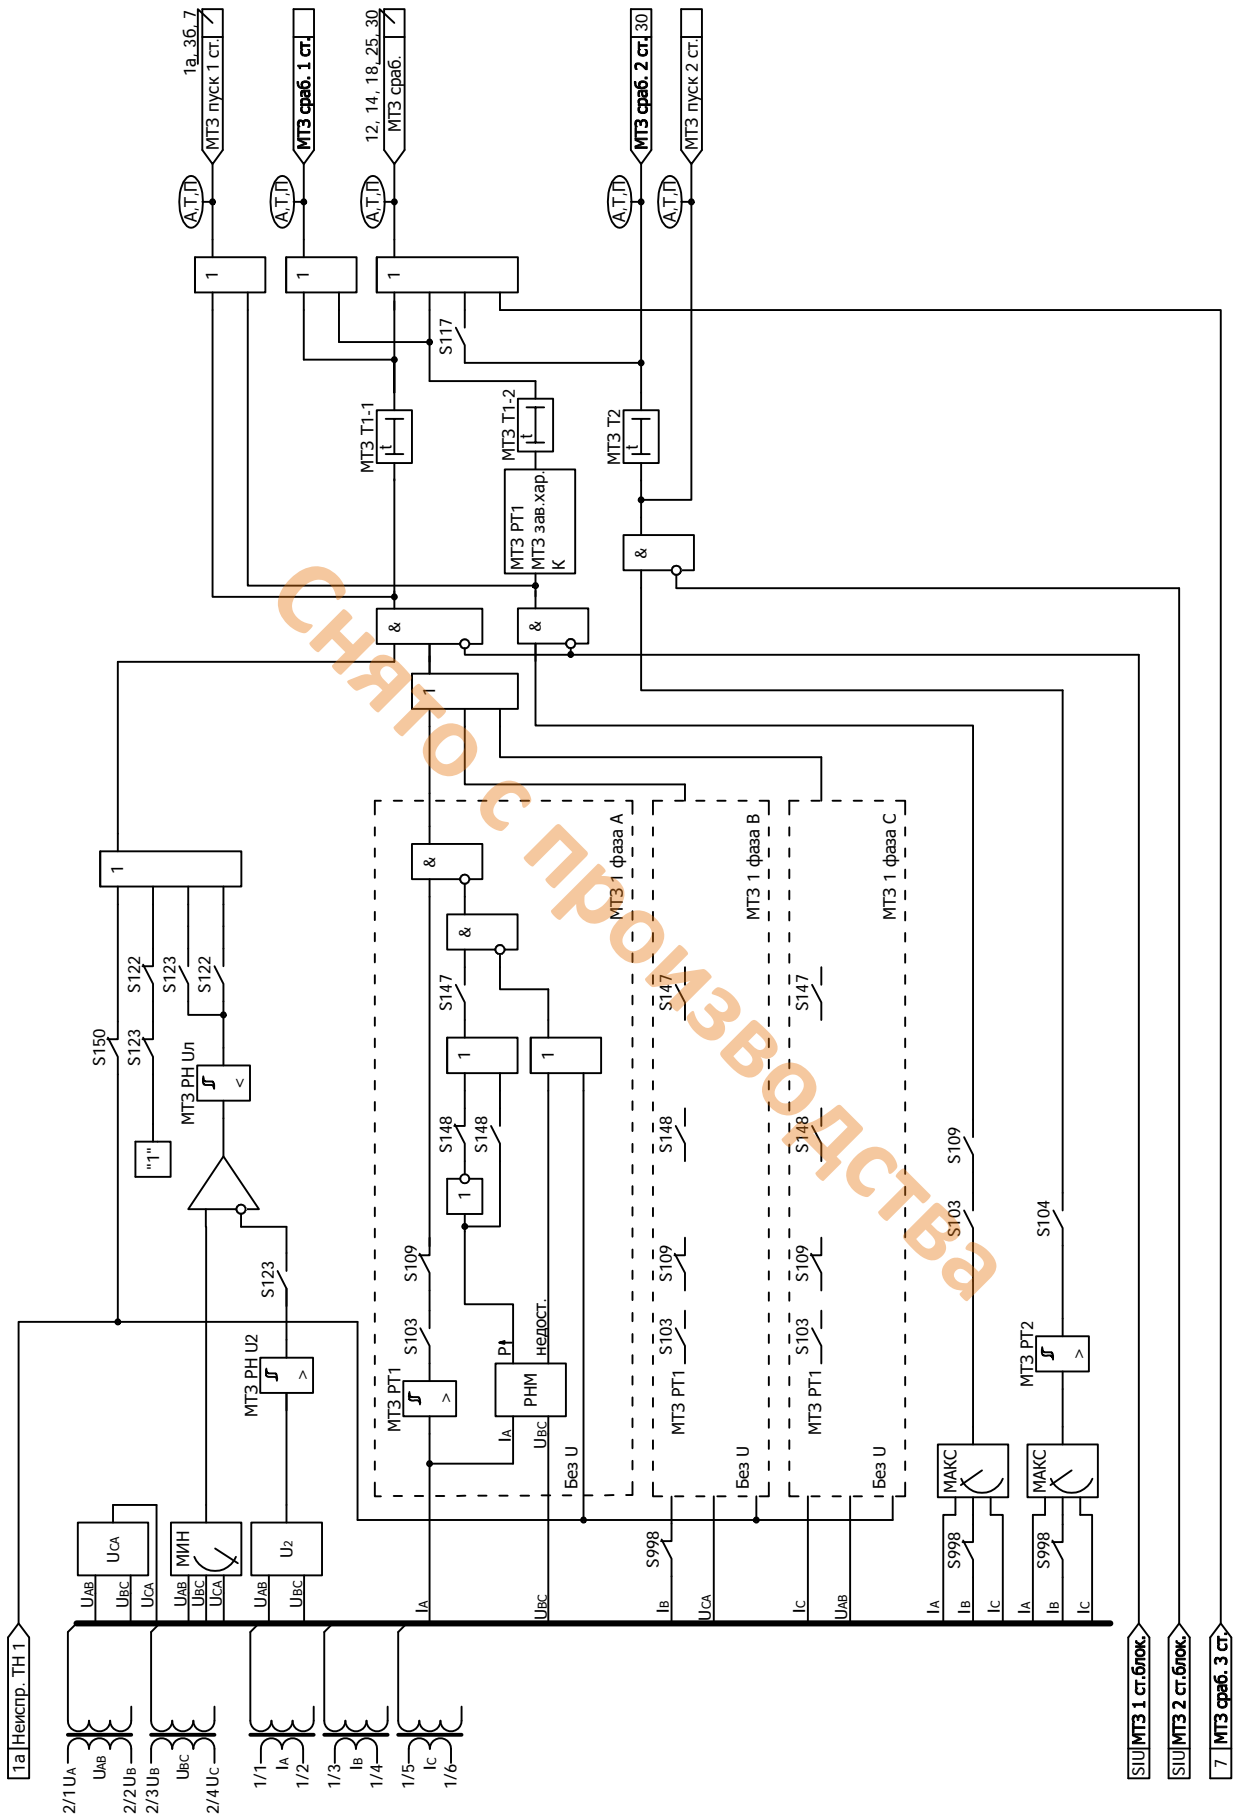 1а Неиспр. ТН 1
2/1 UA
UAB
2/2 UB
2/3 UB
UBC
2/4 UC
1/1
IA
1/2
1/3
IB
1/4
1/5
IC
1/6
UAB
UBC
UCA
UCA
UAB
UBC
UCA
МИН
UAB
UBC
U2
МТЗ РН U2
>
S123
МТЗ РН Uл
<
"1"
S150
S123
S122
S123
S122
1
IA
UBC
МТЗ РТ1
>
S103
S109
IA
UBC
РНМ
P
недост.
Без U
1
S148
S148
1
1
S147
&
&
МТЗ 1 фаза А
IB
S998
UCA
МТЗ РТ1
S103
S109
S148
S147
Без U
МТЗ 1 фаза В
IC
UAB
МТЗ РТ1
S103
S109
S148
S147
Без U
МТЗ 1 фаза С
IA
IB
IC
S998
МАКС
S103
S109
IA
IB
IC
S998
МАКС
МТЗ РТ2
>
S104
1
&
&
&
МТЗ РТ1
МТЗ зав.хар.
К
МТЗ Т1-1
t
МТЗ Т1-2
t
МТЗ Т2
t
S117
1
1
1
А,Т,П
А,Т,П
А,Т,П
А,Т,П
А,Т,П
1а, 3б, 7
МТЗ пуск 1 ст.
МТЗ сраб. 1 ст.
12, 14, 18, 25, 30
МТЗ сраб.
МТЗ сраб. 2 ст. 30
МТЗ пуск 2 ст.
SIU МТЗ 1 ст.блок.
SIU МТЗ 2 ст.блок.
7 МТЗ сраб. 3 ст.
Снято с производства